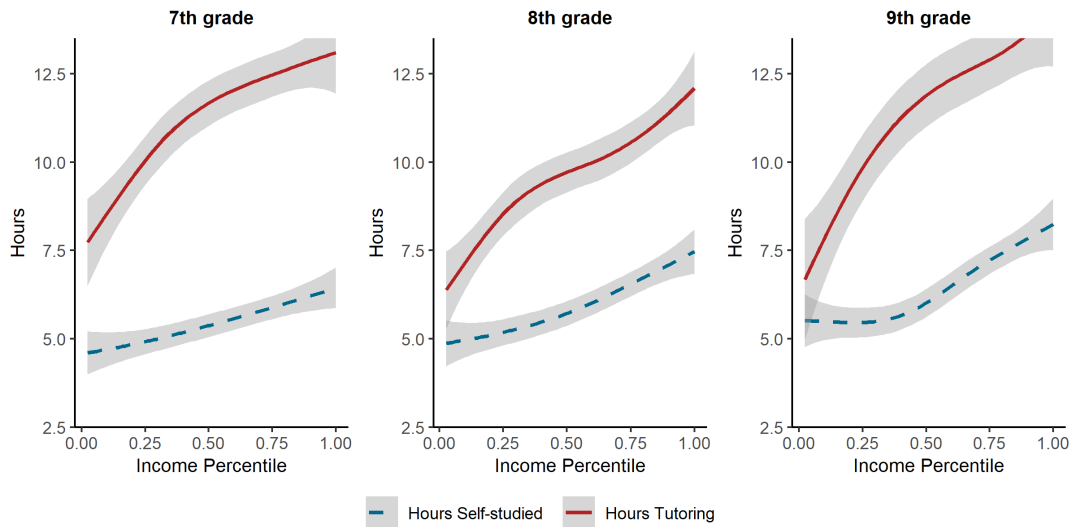 7th grade
8th grade
9th grade
Hours
12.5
10.0
7.5
5.0
2.5
0.00 0.25 0.50 0.75 1.00
Income Percentile
Hours
12.5
10.0
7.5
5.0
2.5
0.00 0.25 0.50 0.75 1.00
Income Percentile
Hours
12.5
10.0
7.5
5.0
2.5
0.00 0.25 0.50 0.75 1.00
Income Percentile
Hours Self-studied
Hours Tutoring